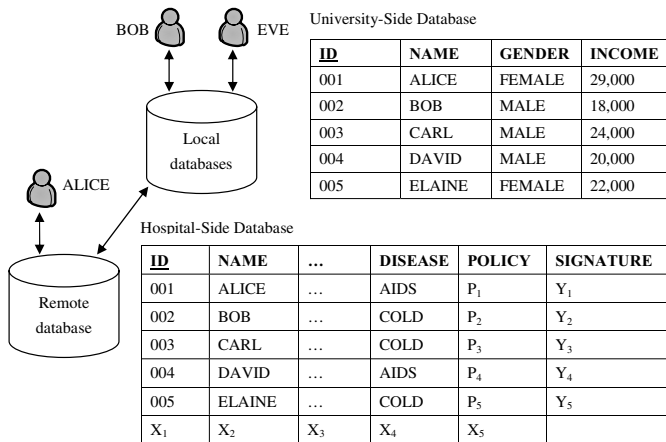 BOB
EVE
Local
databases
ALICE
Remote
database
University-Side Database
ID NAME GENDER INCOME
001 ALICE FEMALE 29,000
002 BOB MALE 18,000
003 CARL MALE 24,000
004 DAVID MALE 20,000
005 ELAINE FEMALE 22,000
Hospital-Side Database
ID NAME … DISEASE POLICY SIGNATURE
001 ALICE … AIDS P₁ Y₁
002 BOB … COLD P₂ Y₂
003 CARL … COLD P₃ Y₃
004 DAVID … AIDS P₄ Y₄
005 ELAINE … COLD P₅ Y₅
X₁ X₂ X₃ X₄ X₅